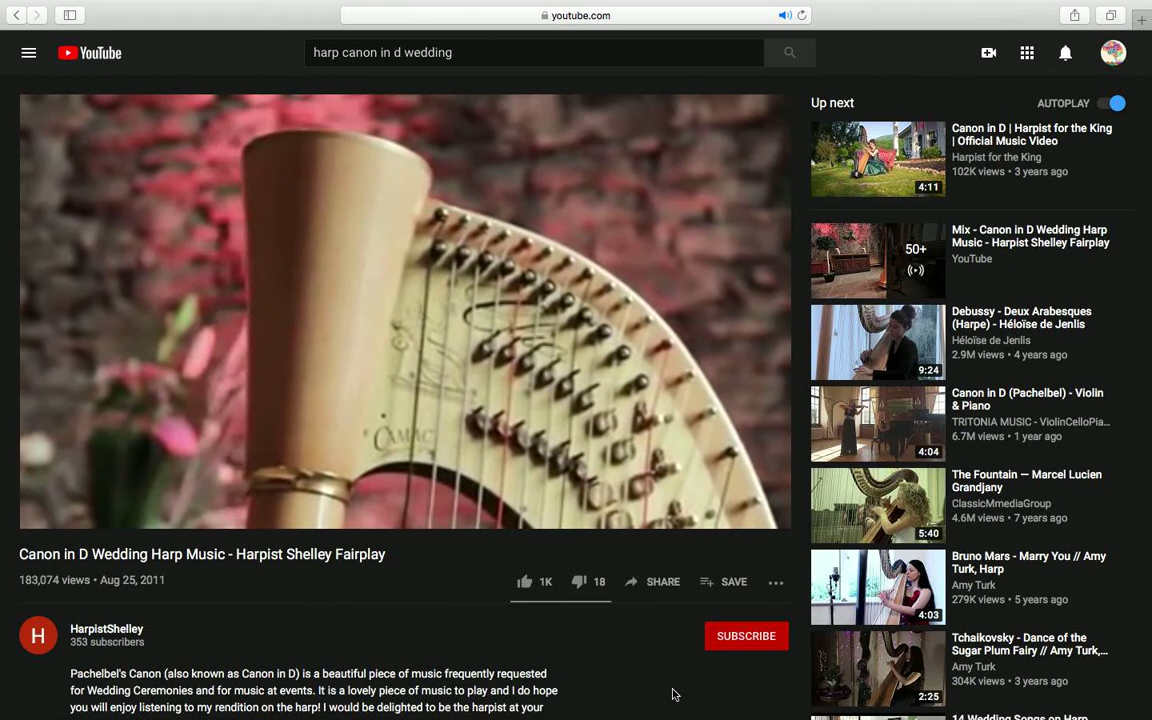 youtube.com
YouTube
harp canon in d wedding
CAMAC
Canon in D Wedding Harp Music - Harpist Shelley Fairplay
183,074 views • Aug 25, 2011
1K
18
SHARE
SAVE
H
HarpistShelley
353 subscribers
SUBSCRIBE
Pachelbel's Canon (also known as Canon in D) is a beautiful piece of music frequently requested
for Wedding Ceremonies and for music at events. It is a lovely piece of music to play and I do hope
you will enjoy listening to my rendition on the harp! I would be delighted to be the harpist at your
Up next
AUTOPLAY
4:11
Canon in D | Harpist for the King
| Official Music Video
Harpist for the King
102K views • 3 years ago
50+
Mix - Canon in D Wedding Harp
Music - Harpist Shelley Fairplay
YouTube
9:24
Debussy - Deux Arabesques
(Harpe) - Héloïse de Jenlis
Héloïse de Jenlis
2.9M views • 4 years ago
4:04
Canon in D (Pachelbel) - Violin
& Piano
TRITONIA MUSIC - ViolinCelloPia...
6.7M views • 1 year ago
5:40
The Fountain — Marcel Lucien
Grandjany
ClassicMmediaGroup
4.6M views • 7 years ago
4:03
Bruno Mars - Marry You // Amy
Turk, Harp
Amy Turk
279K views • 5 years ago
2:25
Tchaikovsky - Dance of the
Sugar Plum Fairy // Amy Turk,...
Amy Turk
304K views • 3 years ago
14 Wedding Songs on Harp